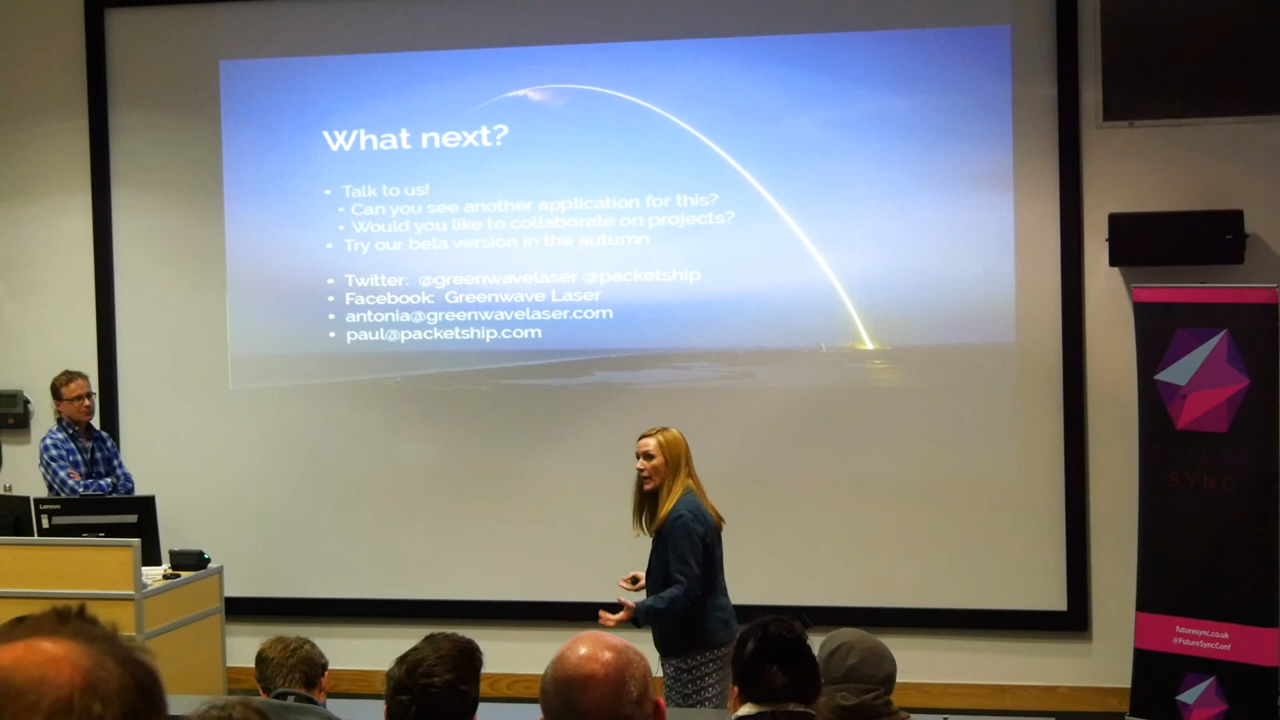 What next?
• Talk to us!
• Can you see another application for this?
• Would you like to collaborate on projects?
• Try our beta version in the autumn
• Twitter: @greenwavelaser @packetship
• Facebook: Greenwave Laser
• antonia@greenwavelaser.com
• paul@packetship.com
Lenovo
SYNC
futuresync.co.uk
@FutureSyncConf